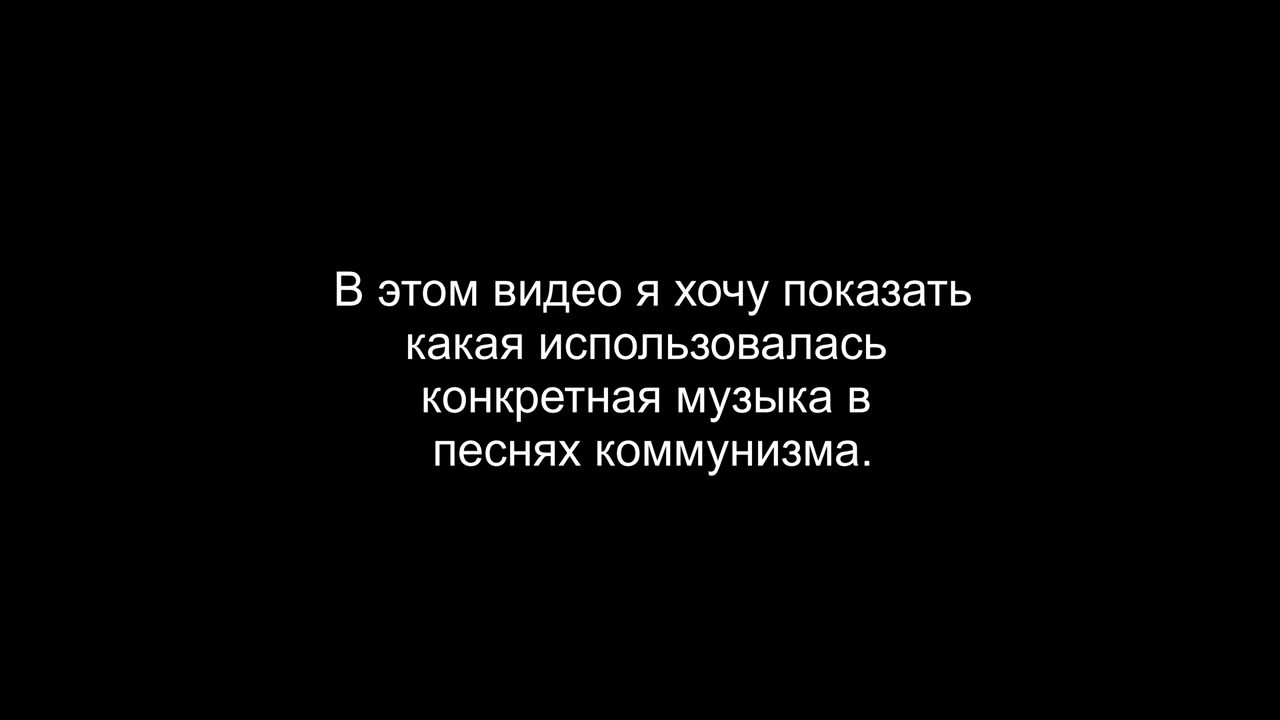 В этом видео я хочу показать
какая использовалась
конкретная музыка в
песнях коммунизма.